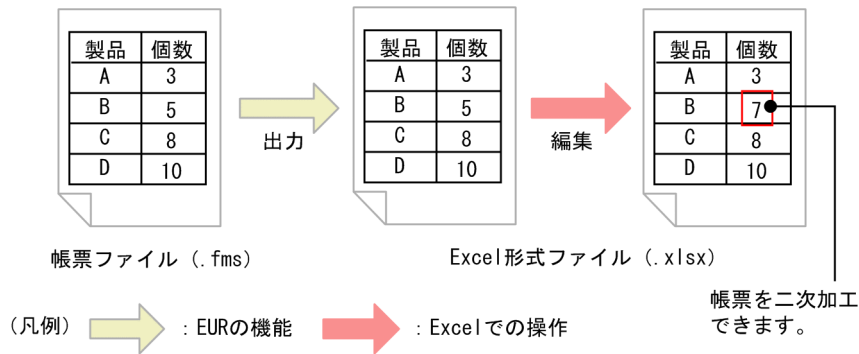 製品 個数
A 3
B 5
C 8
D 10
出力
製品 個数
A 3
B 5
C 8
D 10
編集
製品 個数
A 3
B 7
C 8
D 10
帳票ファイル（.fms）
Excel形式ファイル（.xlsx）
帳票を二次加工
できます。
（凡例）
：EURの機能
：Excelでの操作